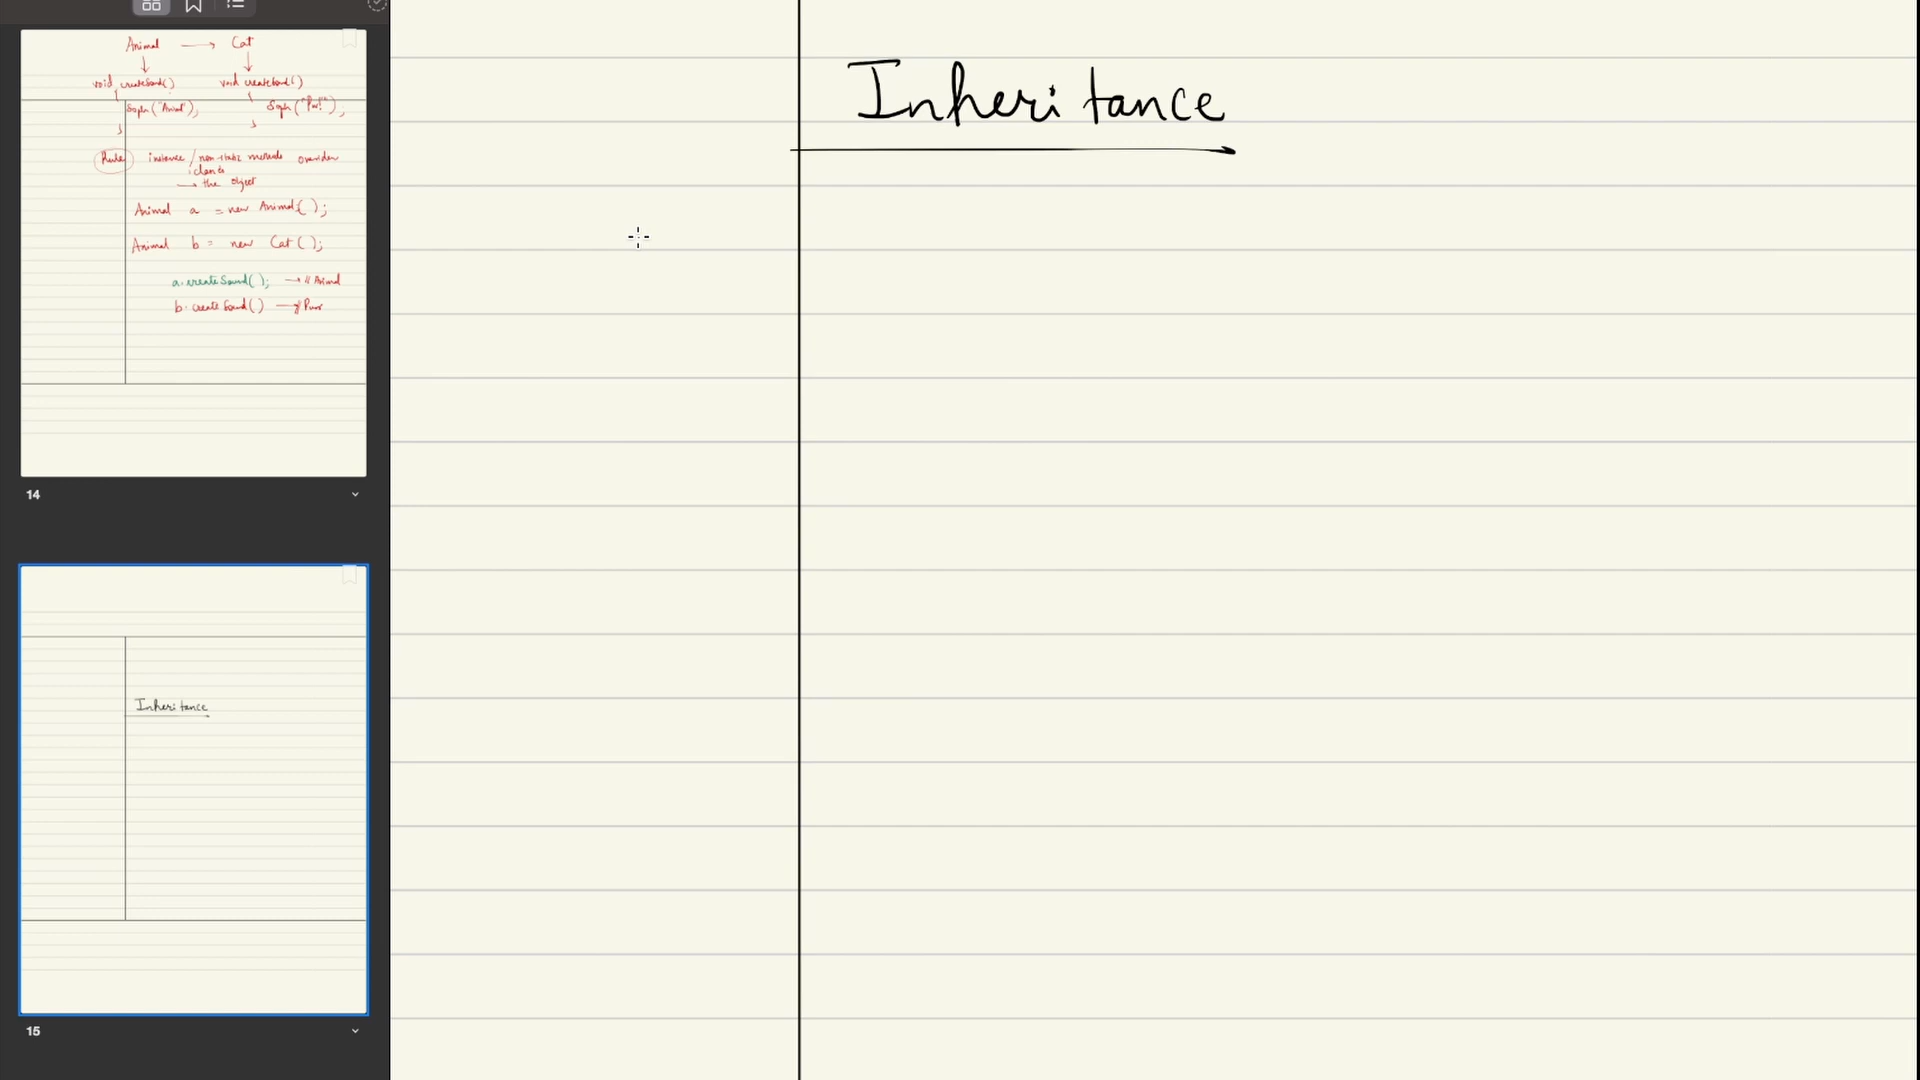 Animal → Cat
void createSound() void createSound()
Sopln("Animal"); Sopln("Purr!");
Rule instance / non-static methods override
→ the object
Animal a = new Animal();
Animal b = new Cat();
a.createSound(); → // Animal
b.createSound() → // Purr
14
Inheritance
15
Inheritance